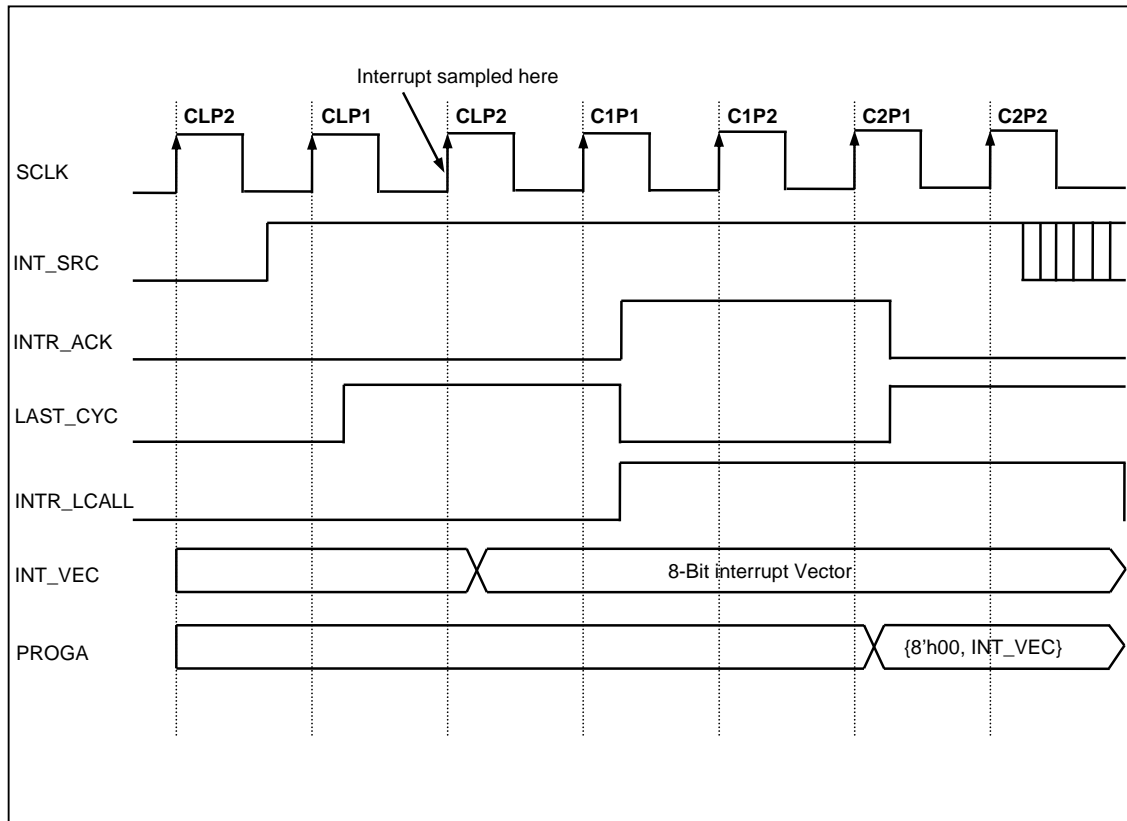 Interrupt sampled here
CLP2 CLP1 CLP2 C1P1 C1P2 C2P1 C2P2
SCLK
INT_SRC
INTR_ACK
LAST_CYC
INTR_LCALL
INT_VEC 8-Bit interrupt Vector
PROGA {8'h00, INT_VEC}